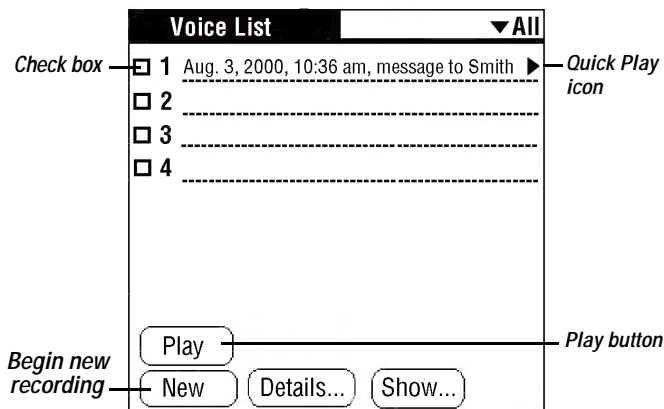 Voice List ▼All
Check box 1 Aug. 3, 2000, 10:36 am, message to Smith Quick Play
icon
2
3
4
Play Play button
Begin new
recording New Details... Show...